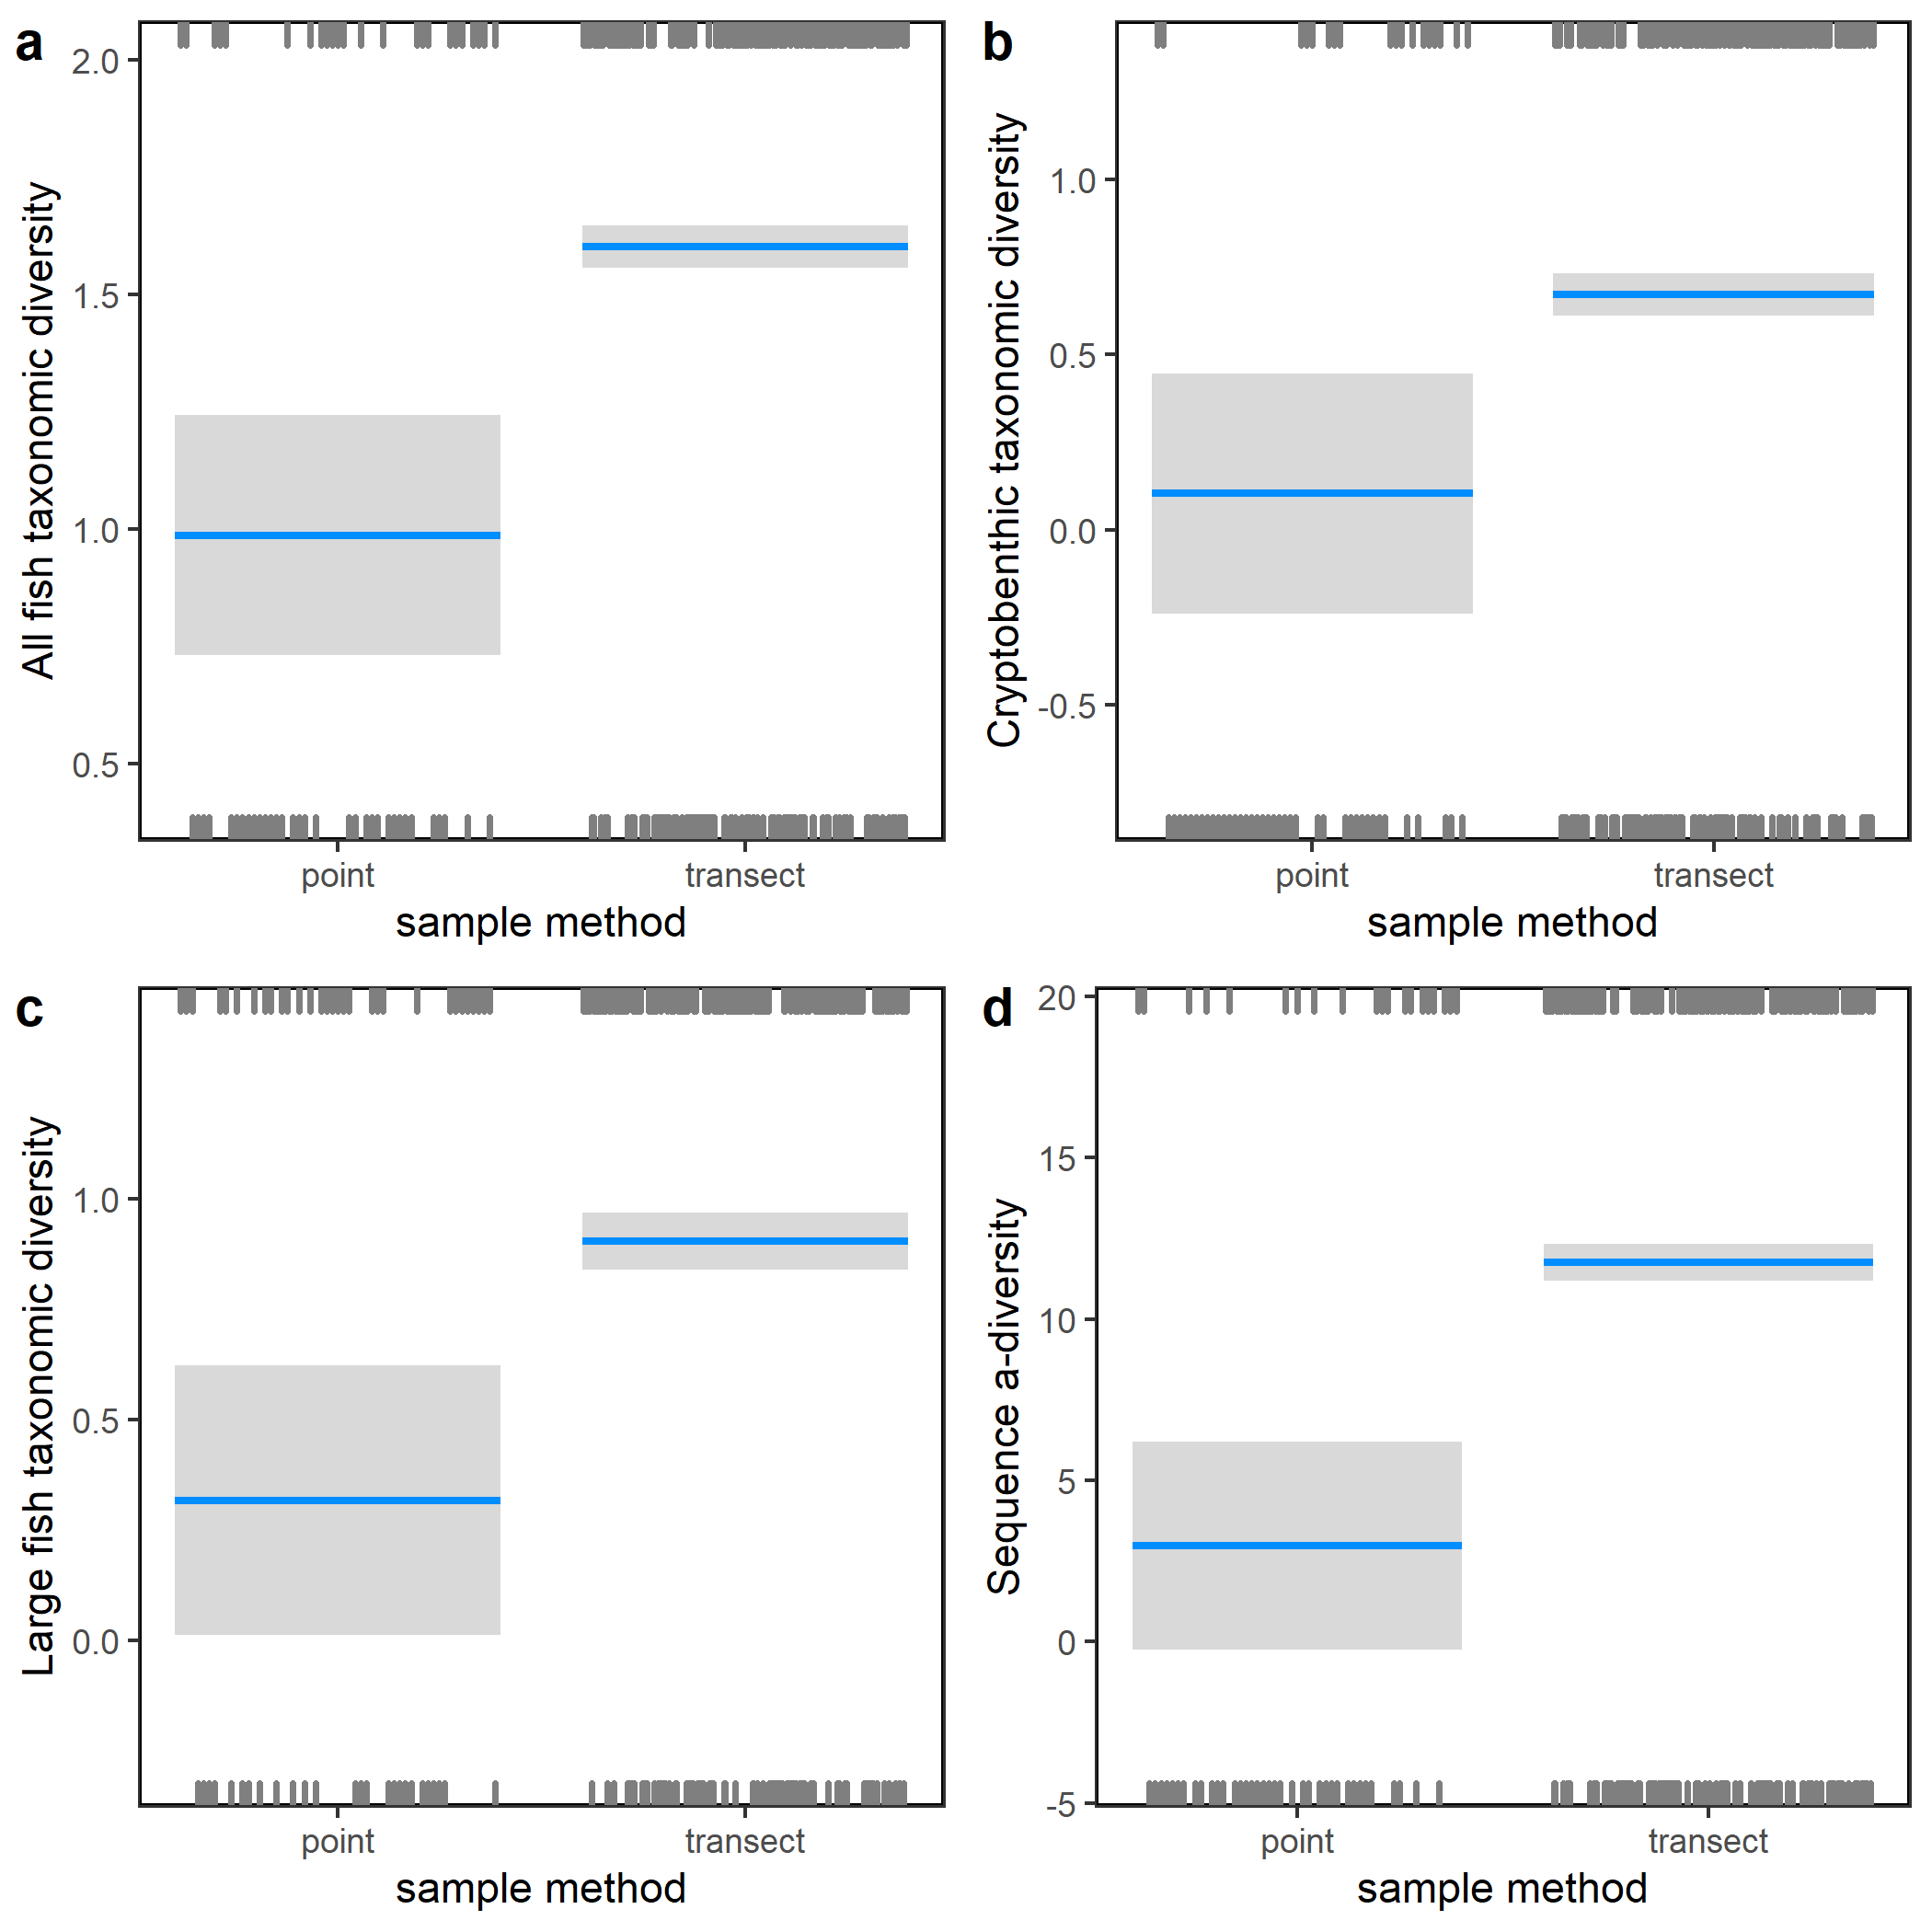 a
All fish taxonomic diversity
2.0
1.5
1.0
0.5
point
transect
sample method
b
Cryptobenthic taxonomic diversity
1.0
0.5
0.0
-0.5
point
transect
sample method
c
Large fish taxonomic diversity
1.0
0.5
0.0
point
transect
sample method
d
Sequence a-diversity
20
15
10
5
0
-5
point
transect
sample method